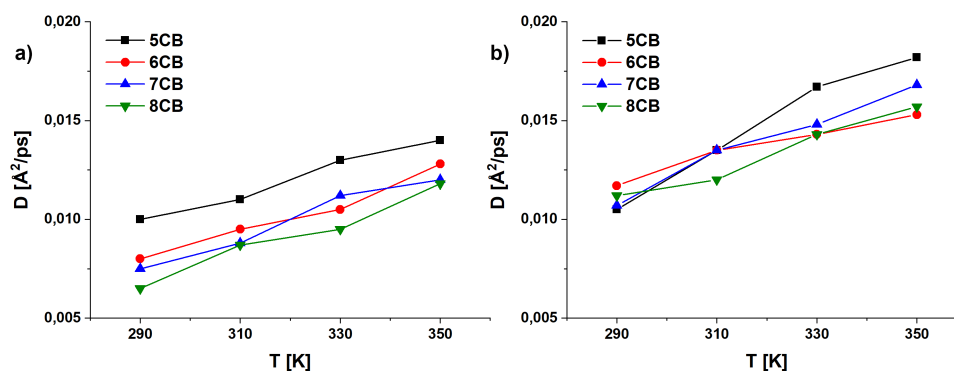 a)
0,020
0,015
0,010
0,005
D [Å²/ps]
5CB
6CB
7CB
8CB
290
310
330
350
T [K]
b)
0,020
0,015
0,010
0,005
D [Å²/ps]
5CB
6CB
7CB
8CB
290
310
330
350
T [K]